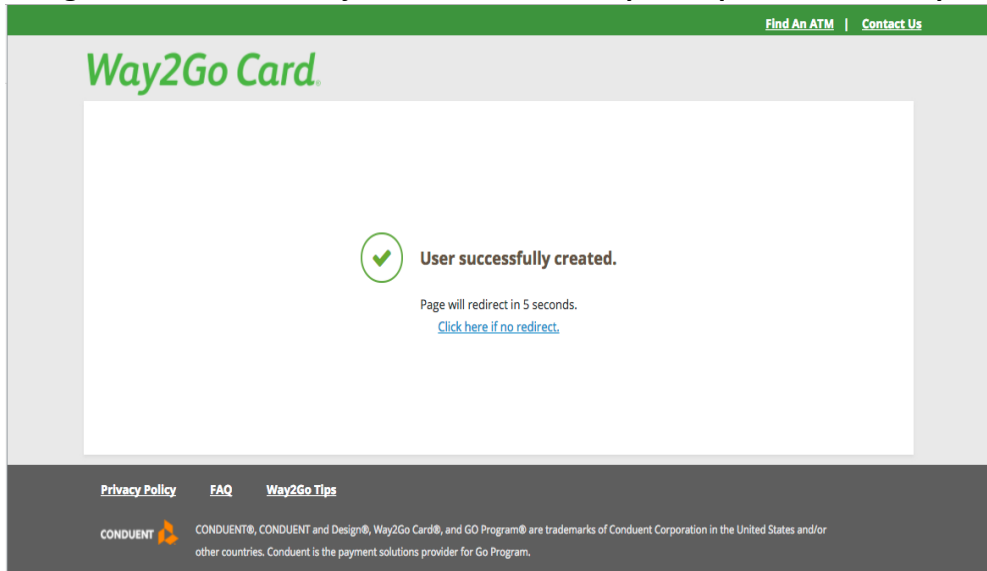 Find An ATM | Contact Us
Way2Go Card®
User successfully created.
Page will redirect in 5 seconds.
Click here if no redirect.
Privacy Policy FAQ Way2Go Tips
CONDUENT
CONDUENT®, CONDUENT and Design®, Way2Go Card®, and GO Program® are trademarks of Conduent Corporation in the United States and/or
other countries. Conduent is the payment solutions provider for Go Program.